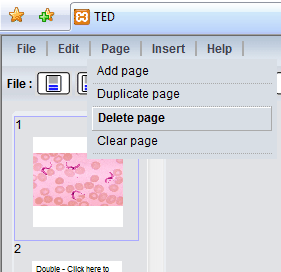 TED
File | Edit | Page | Insert | Help |
File :
Add page
Duplicate page
Delete page
Clear page
1
2
Double - Click here to